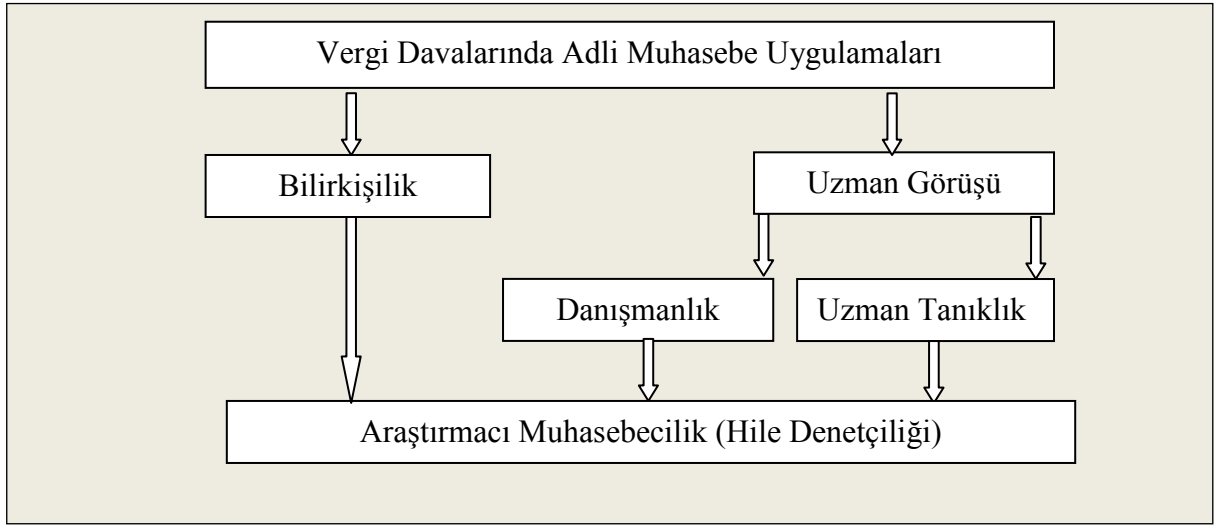 Vergi Davalarında Adli Muhasebe Uygulamaları
Bilirkişilik
Uzman Görüşü
Danışmanlık
Uzman Tanıklık
Araştırmacı Muhasebecilik (Hile Denetçiliği)